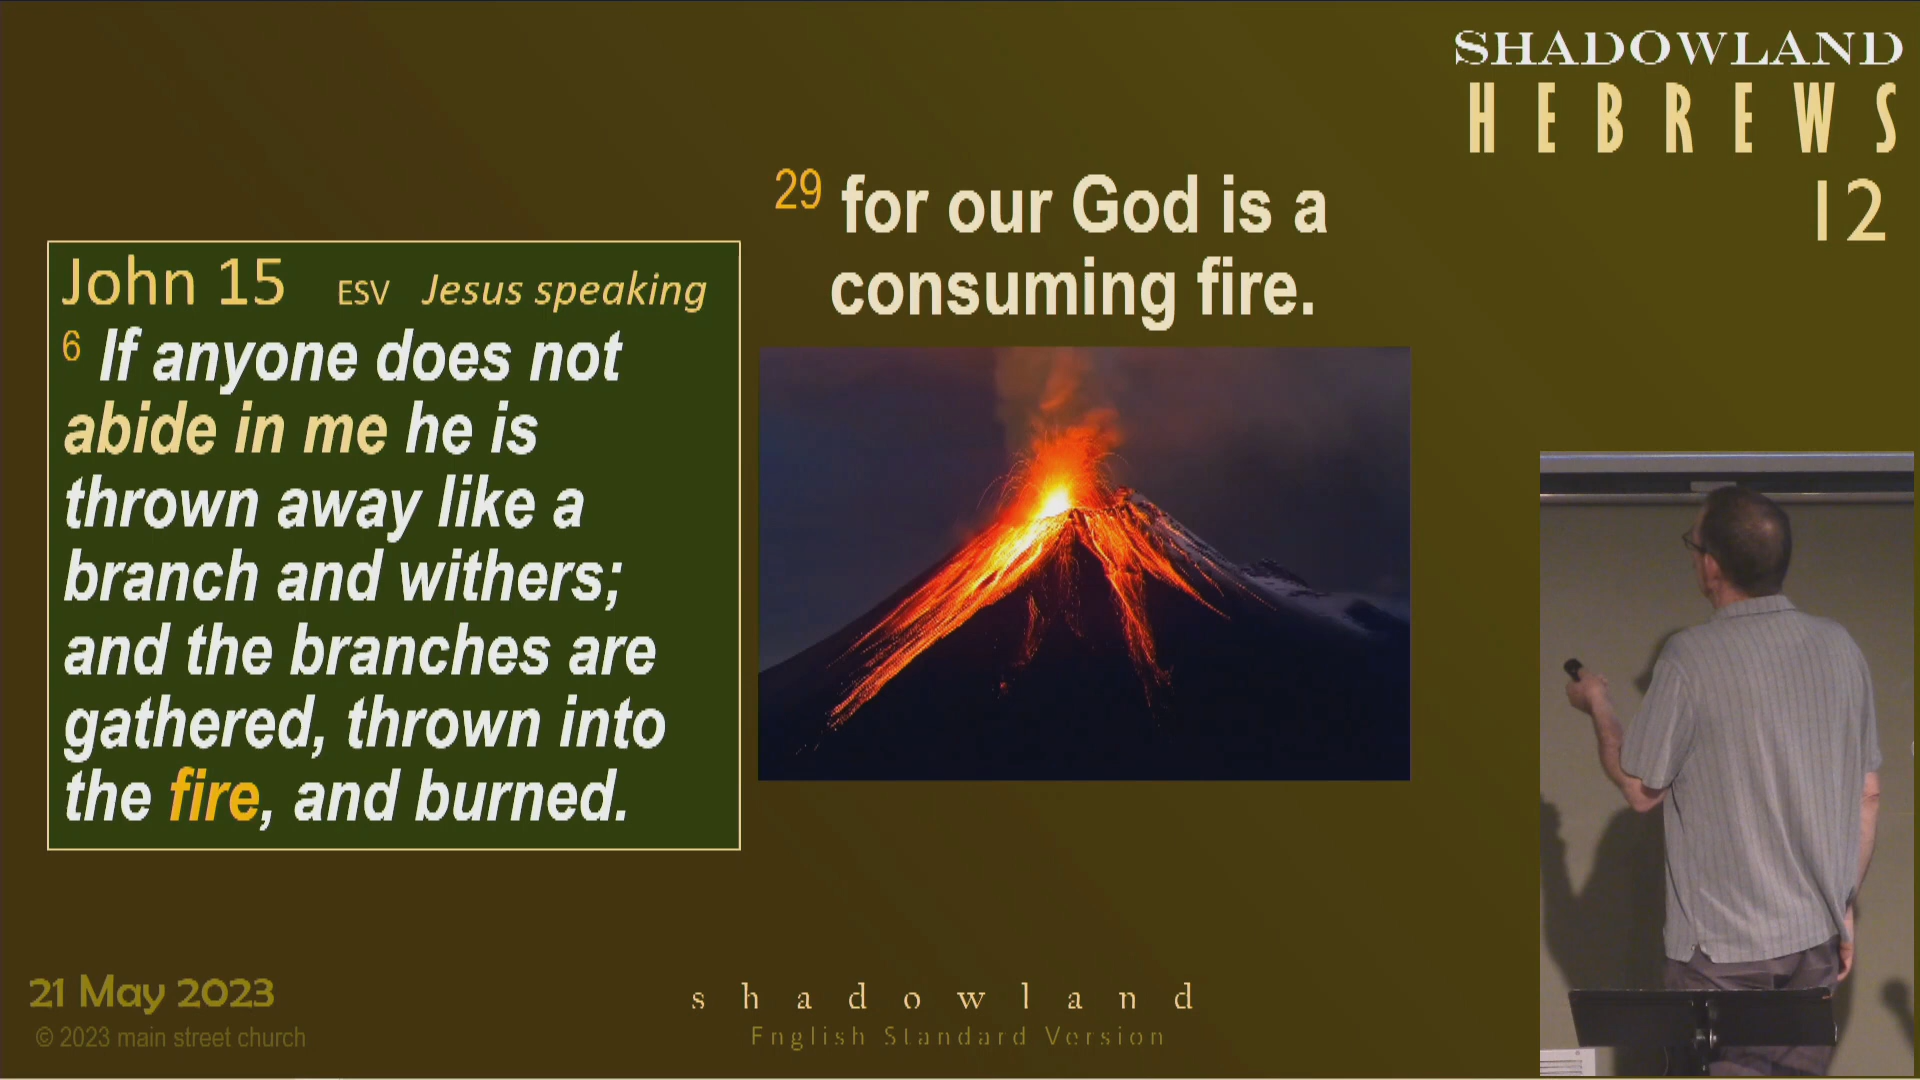 SHADOWLAND
HEBREWS
12
29 for our God is a
consuming fire.
John 15 ESV Jesus speaking
6 If anyone does not
abide in me he is
thrown away like a
branch and withers;
and the branches are
gathered, thrown into
the fire, and burned.
21 May 2023
© 2023 main street church
shadowland
English Standard Version